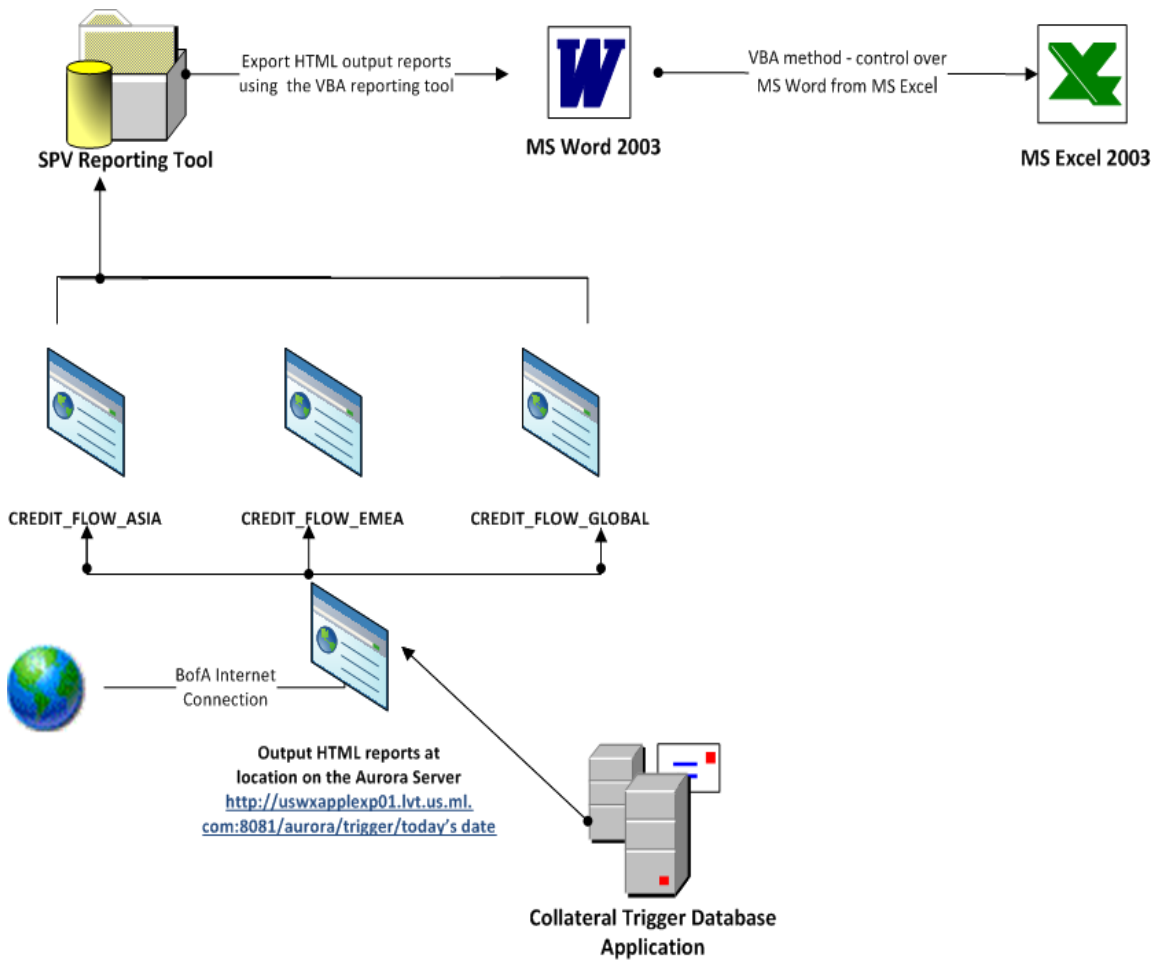 Export HTML output reports
using the VBA reporting tool
VBA method - control over
MS Word from MS Excel
W
X
SPV Reporting Tool
MS Word 2003
MS Excel 2003
CREDIT_FLOW_ASIA
CREDIT_FLOW_EMEA
CREDIT_FLOW_GLOBAL
BofA Internet
Connection
Output HTML reports at
location on the Aurora Server
http://uswxapplexp01.lvt.us.ml.
com:8081/aurora/trigger/today's date
Collateral Trigger Database
Application